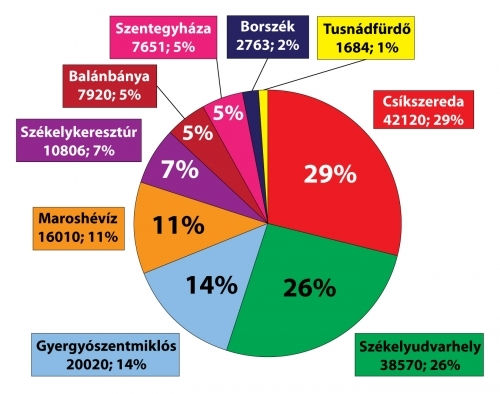 Szentegyháza
7651; 5%
Borszék
2763; 2%
Tusnádfürdő
1684; 1%
Balánbánya
7920; 5%
Csíkszereda
42120; 29%
Székelykeresztúr
10806; 7%
Maroshévíz
16010; 11%
Gyergyószentmiklós
20020; 14%
Székelyudvarhely
38570; 26%
5%
5%
7%
29%
11%
14%
26%